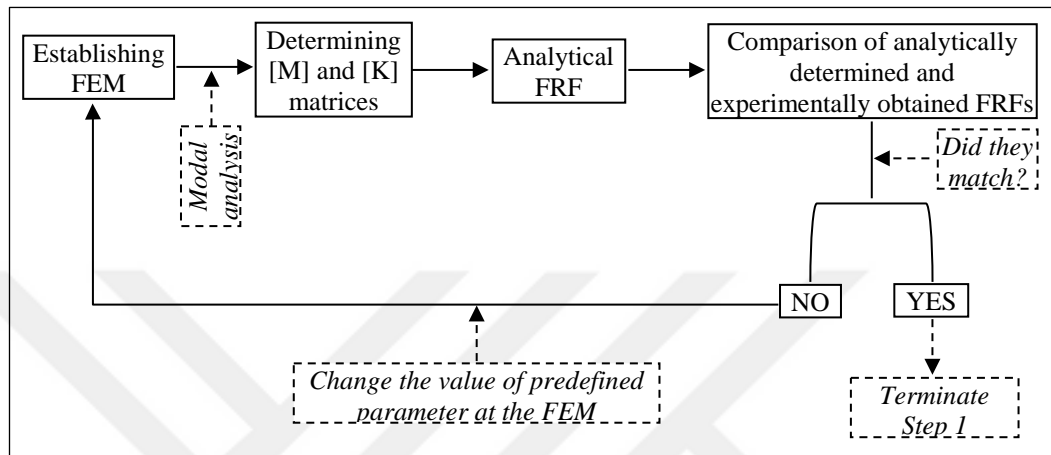 Establishing
FEM
Modal
analysis
Determining
[M] and [K]
matrices
Analytical
FRF
Comparison of analytically
determined and
experimentally obtained FRFs
Did they
match?
NO
YES
Change the value of predefined
parameter at the FEM
Terminate
Step 1